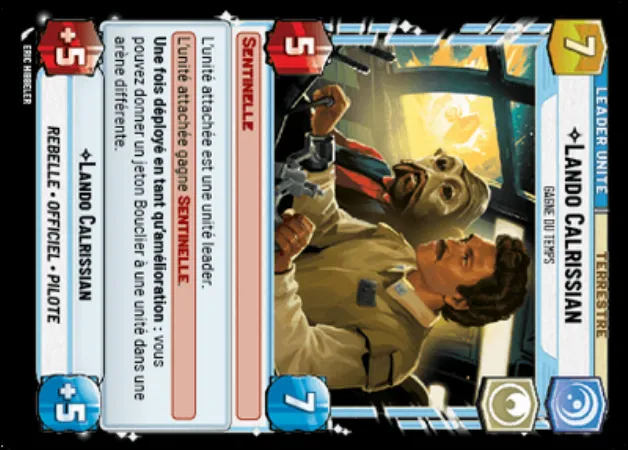 LEADER UNITÉ
TERRESTRE
7
LANDO CALRISSIAN
GAGNE DU TEMPS
5
7
SENTINELLE
L'unité attachée est une unité leader.
L'unité attachée gagne SENTINELLE.
Une fois déployé en tant qu'amélioration : vous
pouvez donner un jeton Bouclier à une unité dans une
arène différente.
+5
LANDO CALRISSIAN
REBELLE • OFFICIEL • PILOTE
+5
ERIC HIBBELER